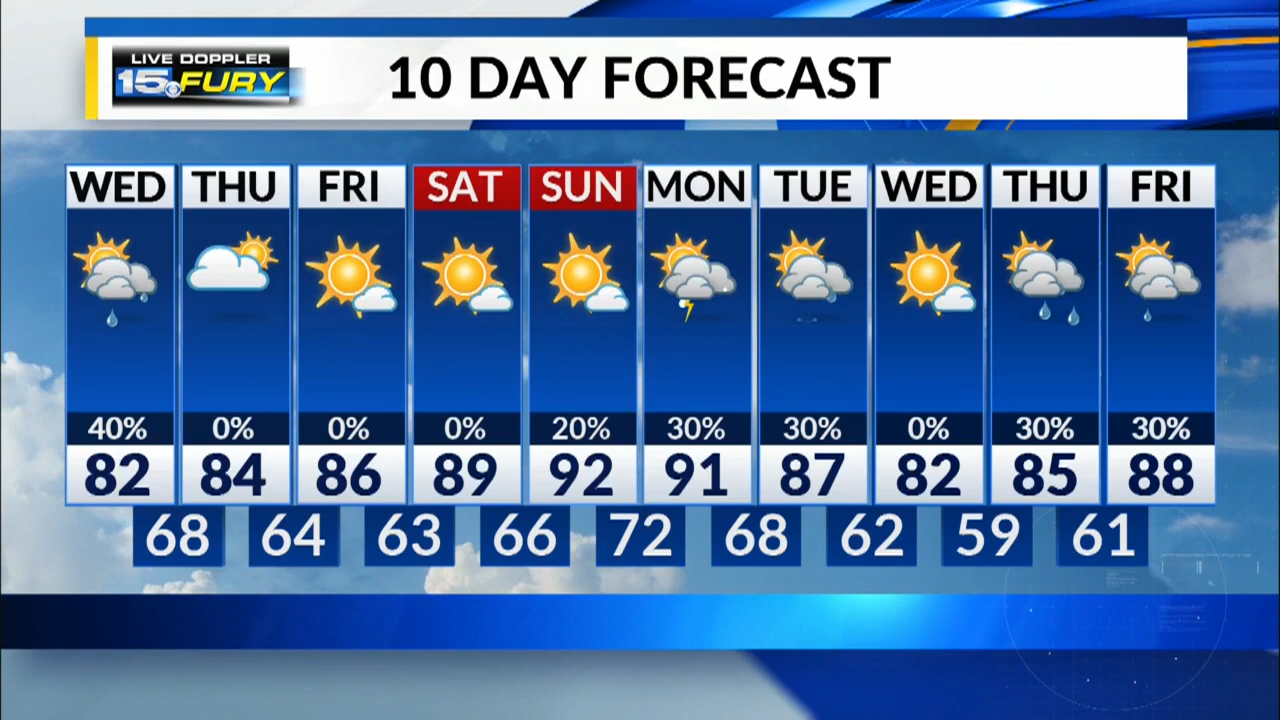 LIVE DOPPLER
15 FURY
10 DAY FORECAST
WED THU FRI SAT SUN MON TUE WED THU FRI
40% 0% 0% 0% 20% 30% 30% 0% 30% 30%
82 84 86 89 92 91 87 82 85 88
68 64 63 66 72 68 62 59 61